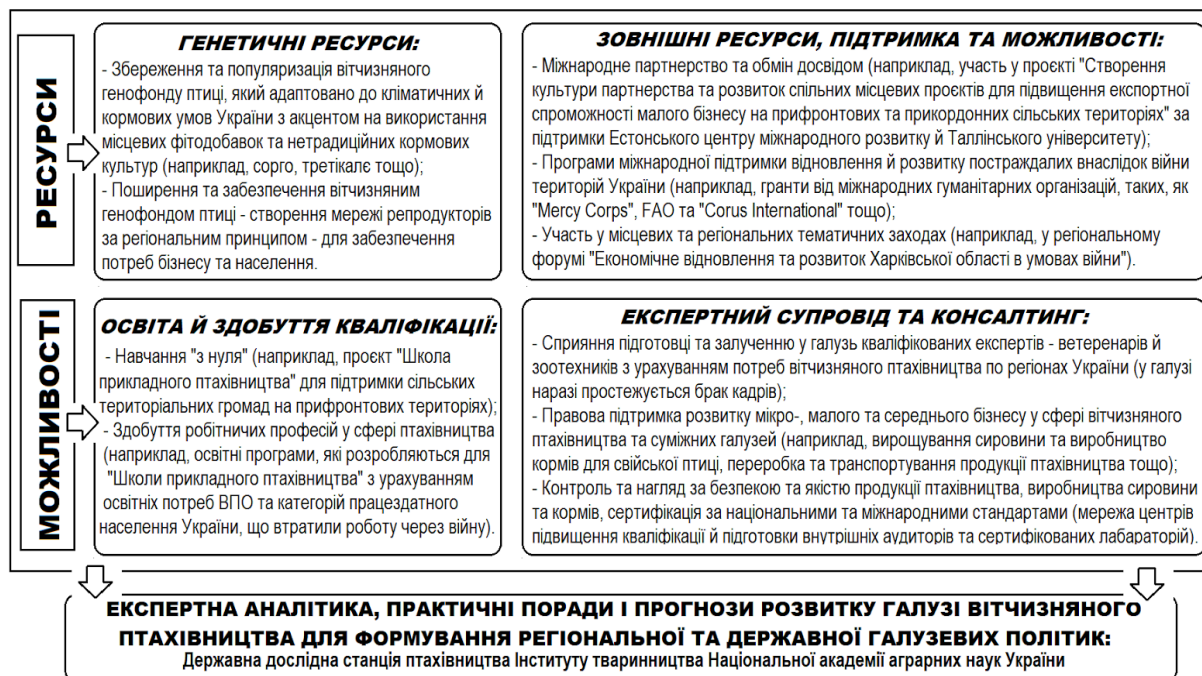 РЕСУРСИ
ГЕНЕТИЧНІ РЕСУРСИ:
- Збереження та популяризація вітчизняного
генофонду птиці, який адаптовано до кліматичних й
кормових умов України з акцентом на використання
місцевих фітодобавок та нетрадиційних кормових
культур (наприклад, сорго, третікалє тощо);
- Поширення та забезпечення вітчизняним
генофондом птиці - створення мережі репродукторів
за регіональним принципом - для забезпечення
потреб бізнесу та населення.
ЗОВНІШНІ РЕСУРСИ, ПІДТРИМКА ТА МОЖЛИВОСТІ:
- Міжнародне партнерство та обмін досвідом (наприклад, участь у проєкті "Створення
культури партнерства та розвиток спільних місцевих проєктів для підвищення експортної
спроможності малого бізнесу на прифронтових та прикордонних сільських територіях" за
підтримки Естонського центру міжнародного розвитку й Таллінського університету);
- Програми міжнародної підтримки відновлення й розвитку постраждалих внаслідок війни
територій України (наприклад, гранти від міжнародних гуманітарних організацій, таких, як
"Mercy Corps", FAO та "Corus International" тощо);
- Участь у місцевих та регіональних тематичних заходах (наприклад, у регіональному
форумі "Економічне відновлення та розвиток Харківської області в умовах війни").
МОЖЛИВОСТІ
ОСВІТА Й ЗДОБУТТЯ КВАЛІФІКАЦІЇ:
- Навчання "з нуля" (наприклад, проєкт "Школа
прикладного птахівництва" для підтримки сільських
територіальних громад на прифронтових територіях);
- Здобуття робітничих професій у сфері птахівництва
(наприклад, освітні програми, які розробляються для
"Школи прикладного птахівництва" з урахуванням
освітніх потреб ВПО та категорій працездатного
населення України, що втратили роботу через війну).
ЕКСПЕРТНИЙ СУПРОВІД ТА КОНСАЛТИНГ:
- Сприяння підготовці та залученню у галузь кваліфікованих експертів - ветеренарів й
зоотехників з урахуванням потреб вітчизняного птахівництва по регіонах України (у галузі
наразі простежується брак кадрів);
- Правова підтримка розвитку мікро-, малого та середнього бізнесу у сфері вітчизняного
птахівництва та суміжних галузей (наприклад, вирощування сировини та виробництво
кормів для свійської птиці, переробка та транспортування продукції птахівництва тощо);
- Контроль та нагляд за безпекою та якістю продукції птахівництва, виробництва сировини
та кормів, сертифікація за національними та міжнародними стандартами (мережа центрів
підвищення кваліфікації й підготовки внутрішніх аудиторів та сертифікованих лабараторій).
ЕКСПЕРТНА АНАЛІТИКА, ПРАКТИЧНІ ПОРАДИ І ПРОГНОЗИ РОЗВИТКУ ГАЛУЗІ ВІТЧИЗНЯНОГО
ПТАХІВНИЦТВА ДЛЯ ФОРМУВАННЯ РЕГІОНАЛЬНОЇ ТА ДЕРЖАВНОЇ ГАЛУЗЕВИХ ПОЛІТИК:
Державна дослідна станція птахівництва Інституту тваринництва Національної академії аграрних наук України